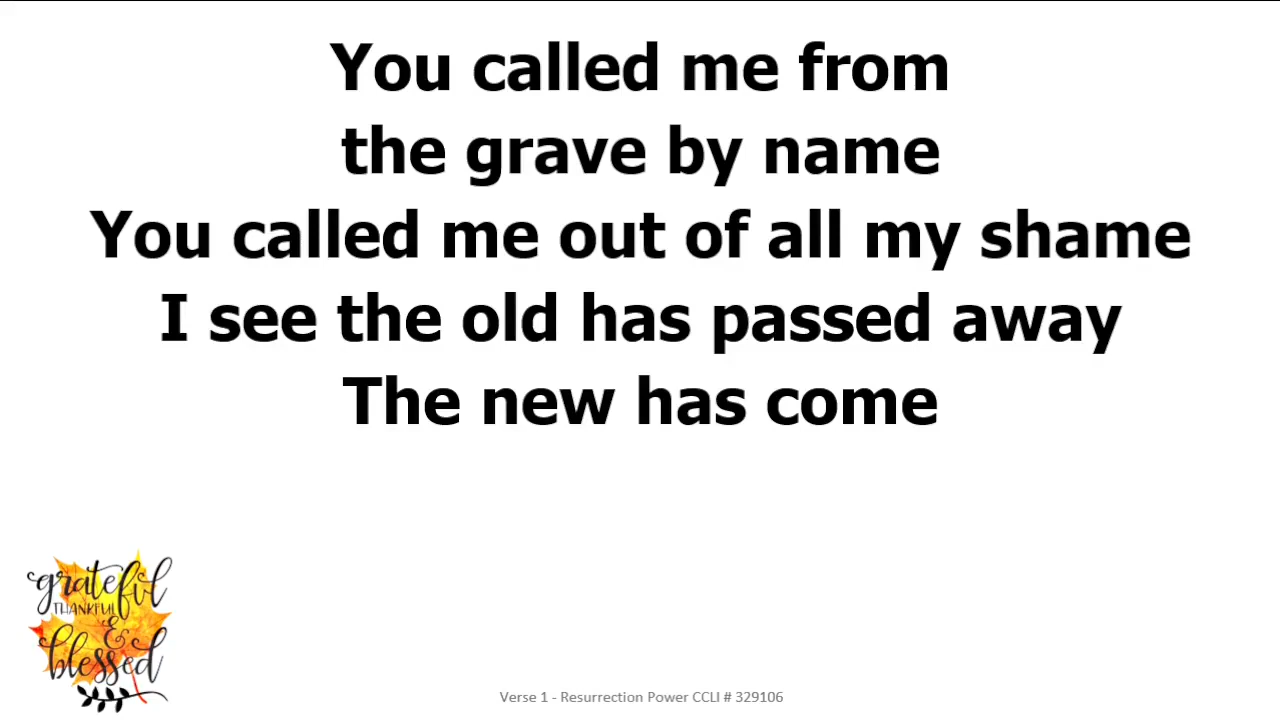 You called me from
the grave by name
You called me out of all my shame
I see the old has passed away
The new has come
grateful
THANKFUL
&
blessed
Verse 1 - Resurrection Power CCLI # 329106